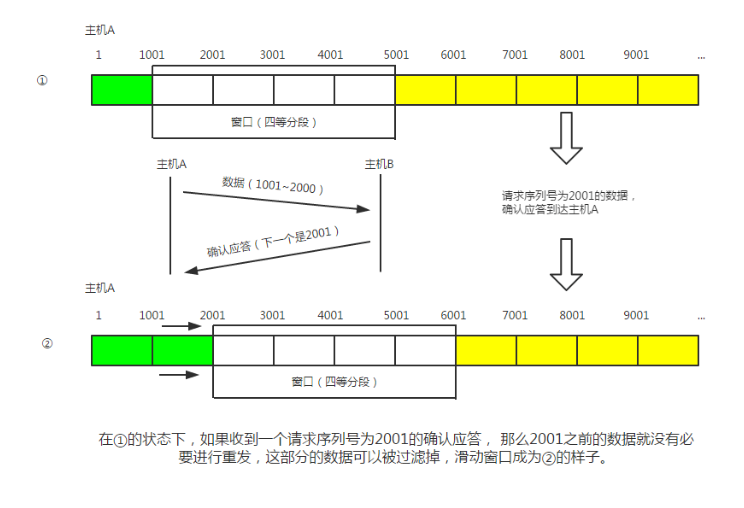 主机A
1 1001 2001 3001 4001 5001 6001 7001 8001 9001 ...
①
窗口（四等分段）
主机A 主机B
数据（1001~2000）
请求序列号为2001的数据，
确认应答到达主机A
确认应答（下一个是2001）
主机A
1 1001 2001 3001 4001 5001 6001 7001 8001 9001 ...
②
窗口（四等分段）
在①的状态下，如果收到一个请求序列号为2001的确认应答， 那么2001之前的数据就没有必
要进行重发，这部分的数据可以被过滤掉，滑动窗口成为②的样子。